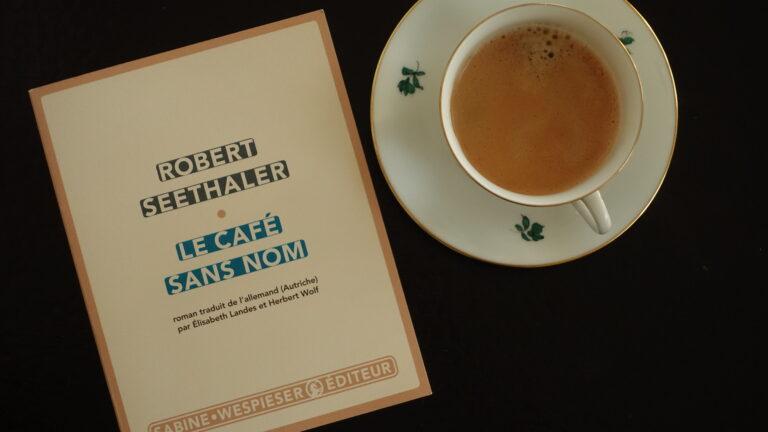 ROBERT
SEETHALER
LE CAFÉ
SANS NOM
roman traduit de l'allemand (Autriche)
par Élisabeth Landes et Herbert Wolf
SABINE•WESPIESER ÉDITEUR